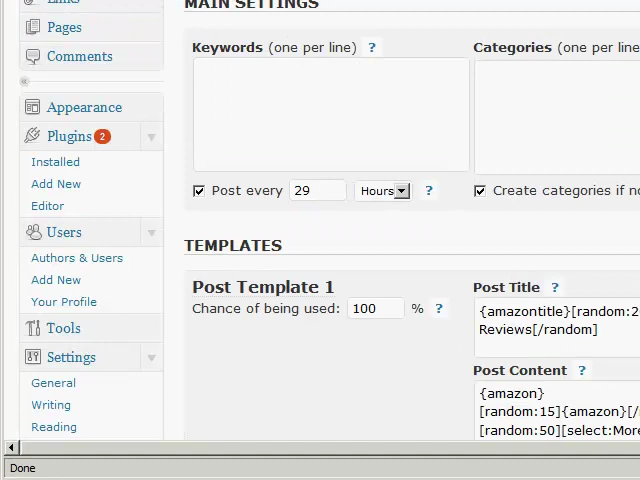 MAIN SETTINGS
Links
Pages
Comments
Keywords (one per line) ?
Categories (one per line
Appearance
Plugins 2
Installed
Add New
Editor
Post every 29 Hours ?
Create categories if no
Users
Authors & Users
Add New
Your Profile
Tools
Settings
General
Writing
Reading
TEMPLATES
Post Template 1
Chance of being used: 100 % ?
Post Title ?
{amazontitle}[random:2
Reviews[/random]
Post Content ?
{amazon}
[random:15]{amazon}[/
[random:50][select:More
Done